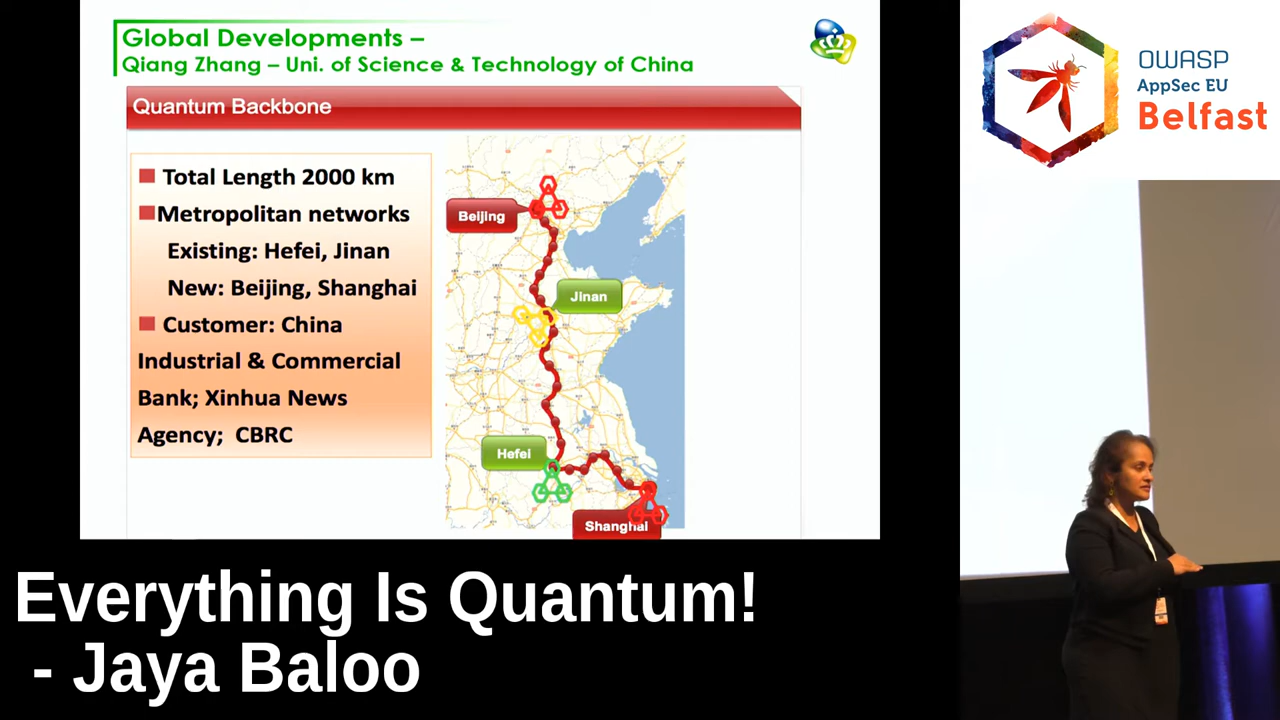 Global Developments –
Qiang Zhang – Uni. of Science & Technology of China
Quantum Backbone
Total Length 2000 km
Metropolitan networks
Existing: Hefei, Jinan
New: Beijing, Shanghai
Customer: China
Industrial & Commercial
Bank; Xinhua News
Agency; CBRC
Beijing
Jinan
Hefei
Shanghai
OWASP
AppSec EU
Belfast
Everything Is Quantum!
- Jaya Baloo